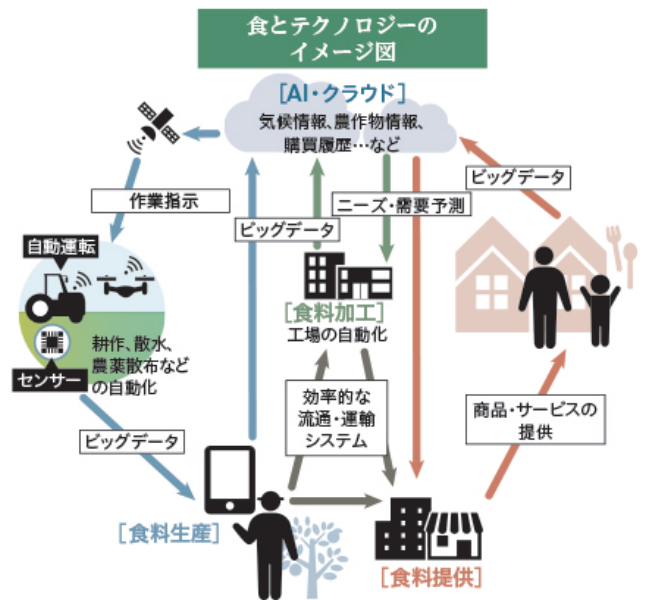 食とテクノロジーの
イメージ図
[AI・クラウド]
気候情報、農作物情報、
購買履歴…など
作業指示
ビッグデータ
ニーズ・需要予測
ビッグデータ
自動運転
センサー
耕作、散水、
農薬散布など
の自動化
[食料加工]
工場の自動化
効率的な
流通・運輸
システム
商品・サービスの
提供
ビッグデータ
[食料生産]
[食料提供]